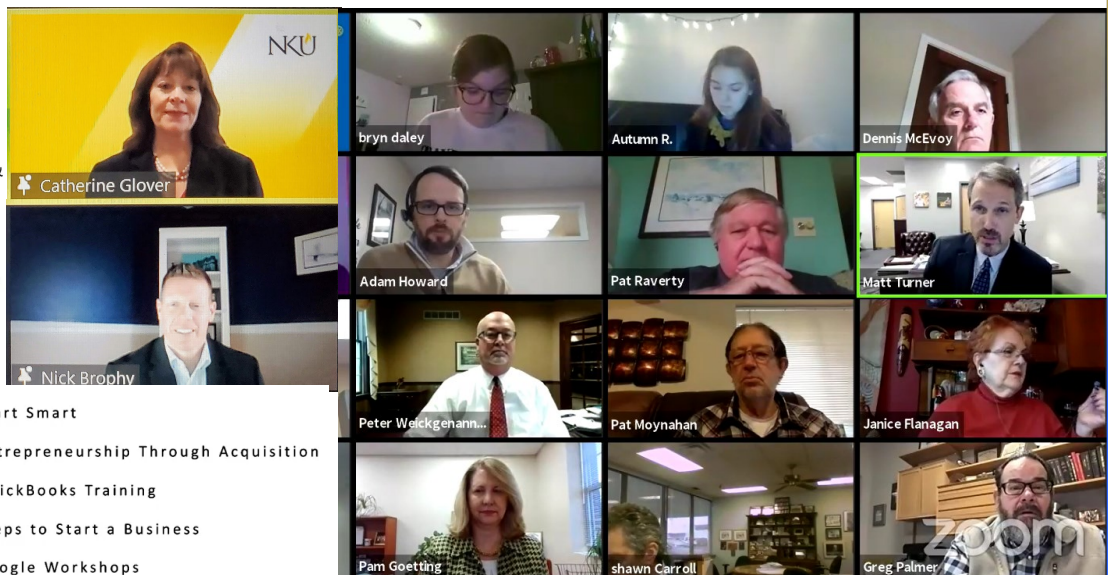 NKU
Catherine Glover
Nick Brophy
art Smart
trepreneurship Through Acquisition
ickBooks Training
eps to Start a Business
ogle Workshops
bryn daley
Autumn R.
Dennis McEvoy
Adam Howard
Pat Raverty
Matt Turner
Peter Weickgenann...
Pat Moynahan
Janice Flanagan
Pam Goetting
shawn Carroll
Greg Palmer
zoom